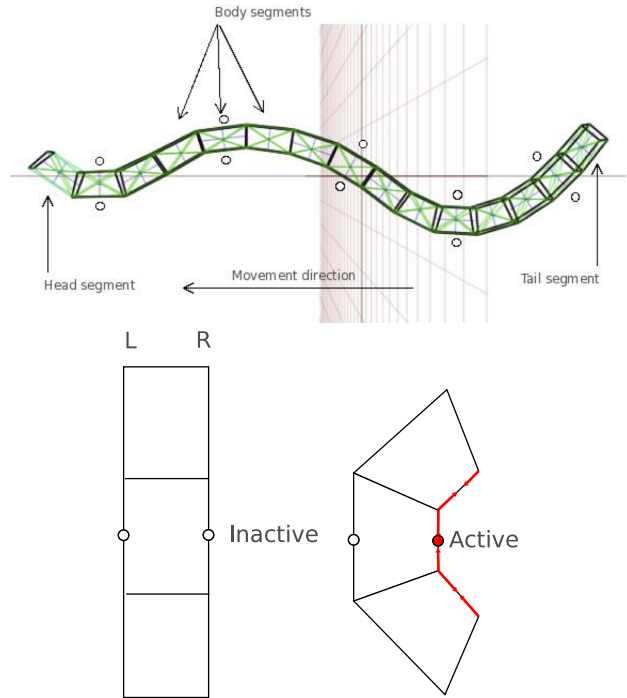 Body segments
Head segment
Movement direction
Tail segment
L R
Inactive
Active